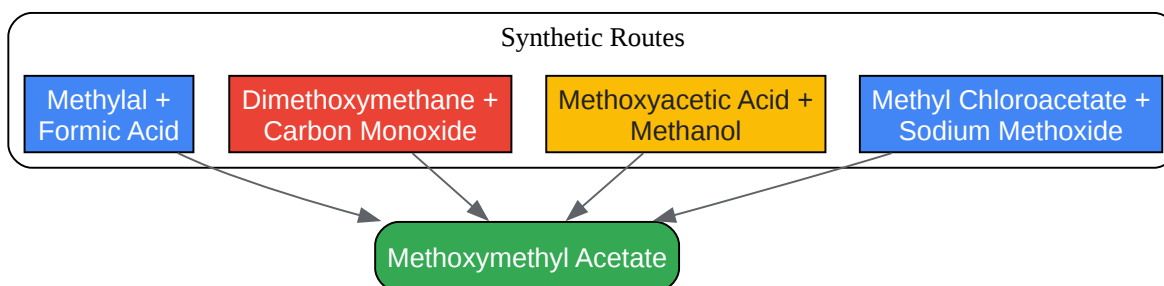 Synthetic Routes
Methylal +
Formic Acid
Dimethoxymethane +
Carbon Monoxide
Methoxyacetic Acid +
Methanol
Methyl Chloroacetate +
Sodium Methoxide
Methoxymethyl Acetate